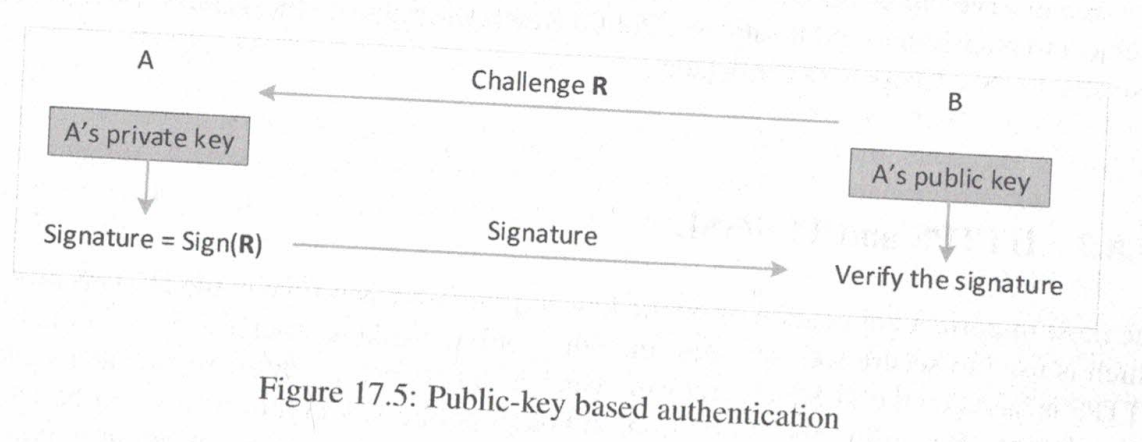 A
Challenge R
B
A's private key
A's public key
Signature = Sign(R)
Signature
Verify the signature
Figure 17.5: Public-key based authentication